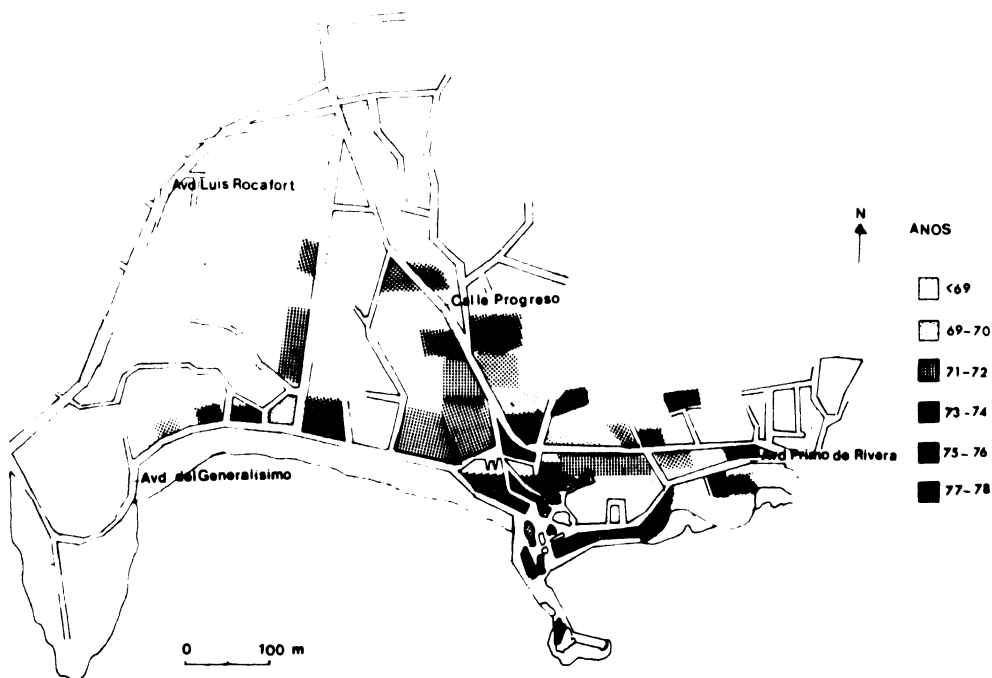 Avd Luis Rocafort
N
ANOS
Calle Progreso
<69
69-70
71-72
73-74
75-76
77-78
Avd Primo de Rivera
Avd del Generalisimo
0 100 m